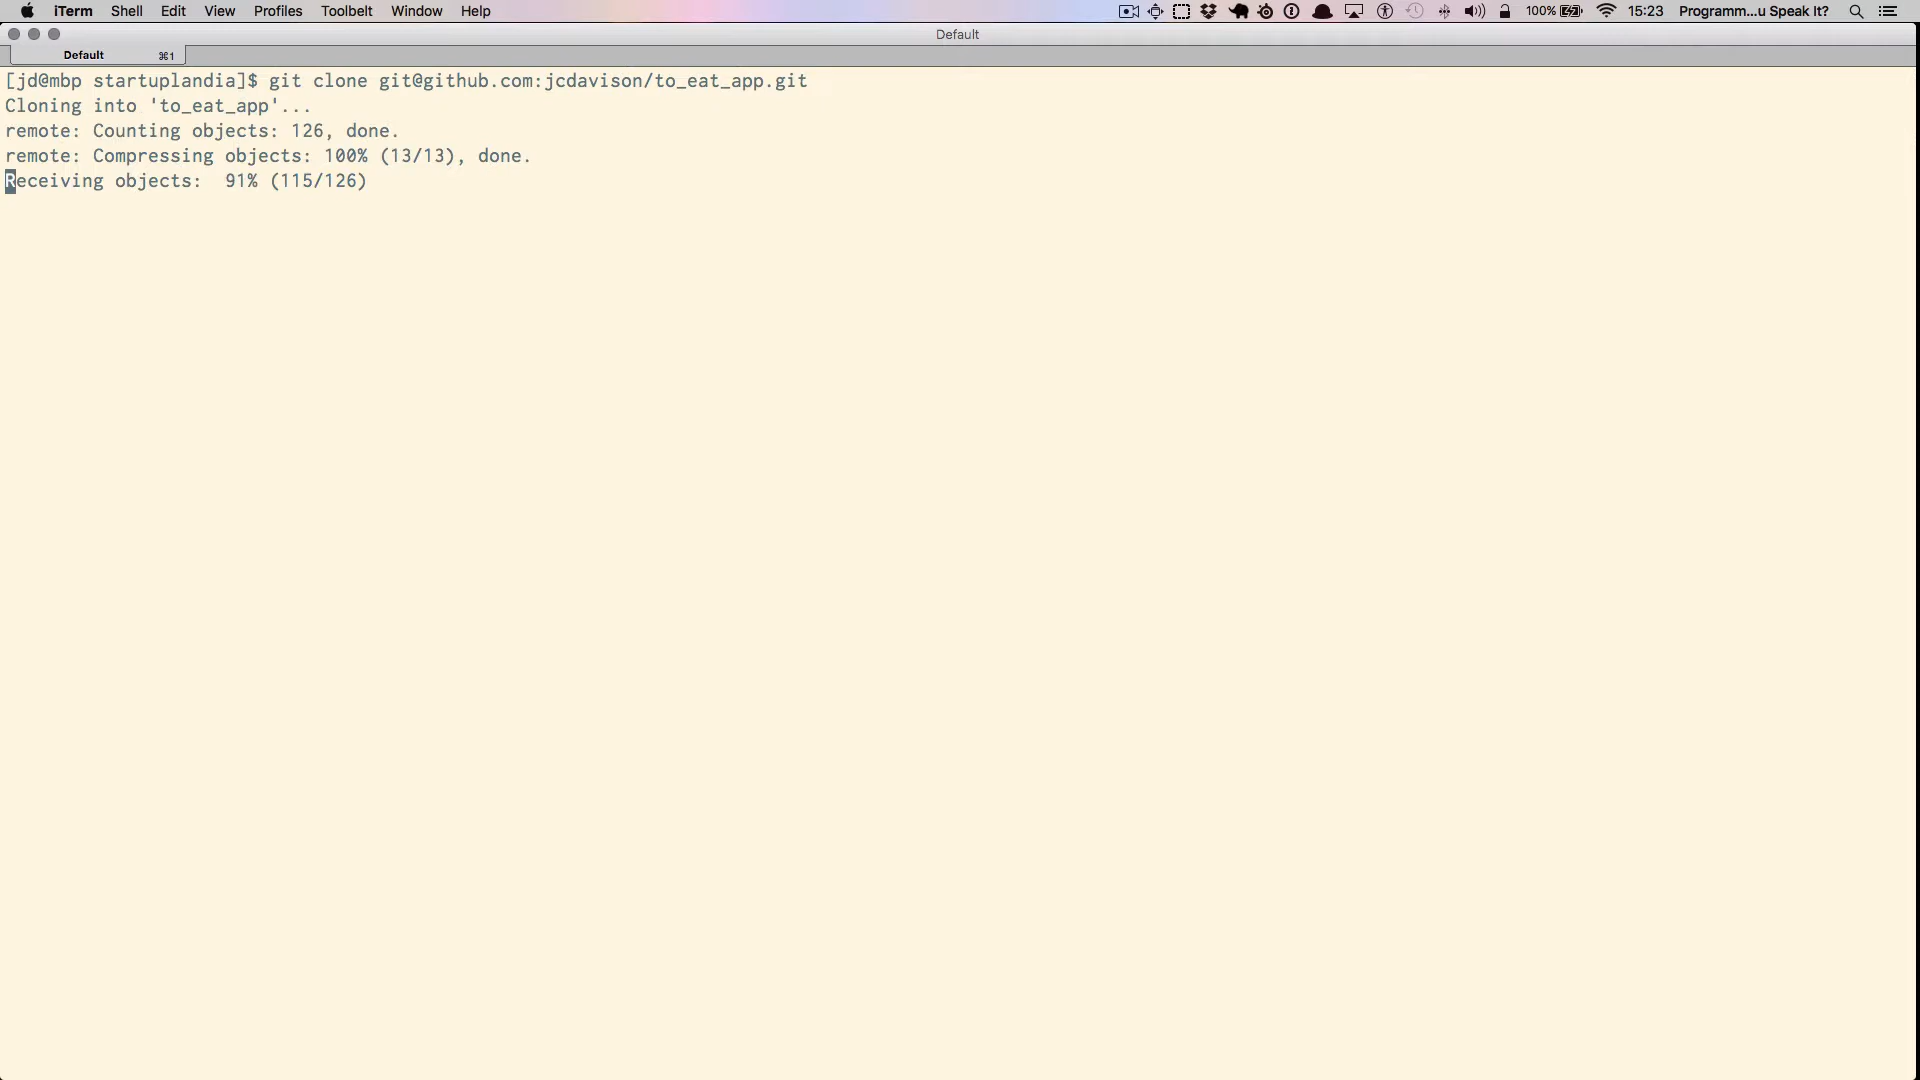 iTerm Shell Edit View Profiles Toolbelt Window Help 100% 15:23 Programm...u Speak It?
Default
Default ⌘1
[jd@mbp startuplandia]$ git clone git@github.com:jcdavison/to_eat_app.git
Cloning into 'to_eat_app'...
remote: Counting objects: 126, done.
remote: Compressing objects: 100% (13/13), done.
Receiving objects:  91% (115/126)